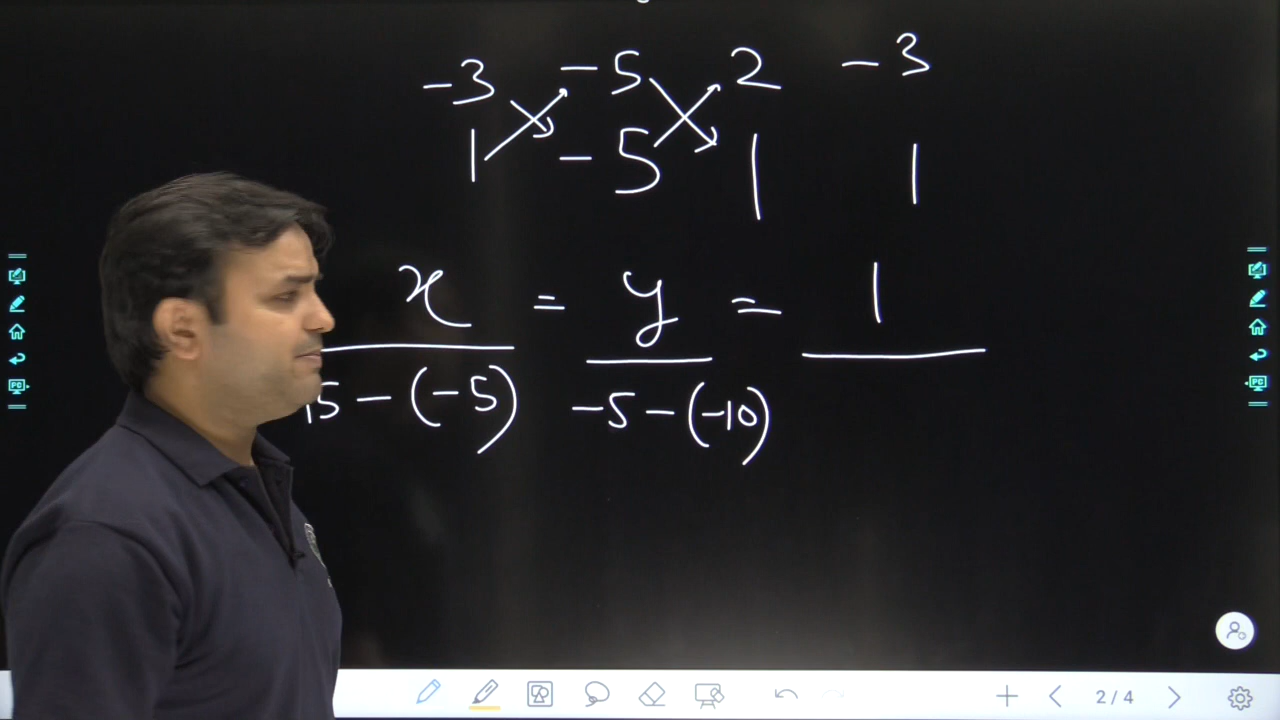 -3 -5 2 -3
1 -5 1 1
x = y = 1
15-(-5) -5-(-10)
2/4